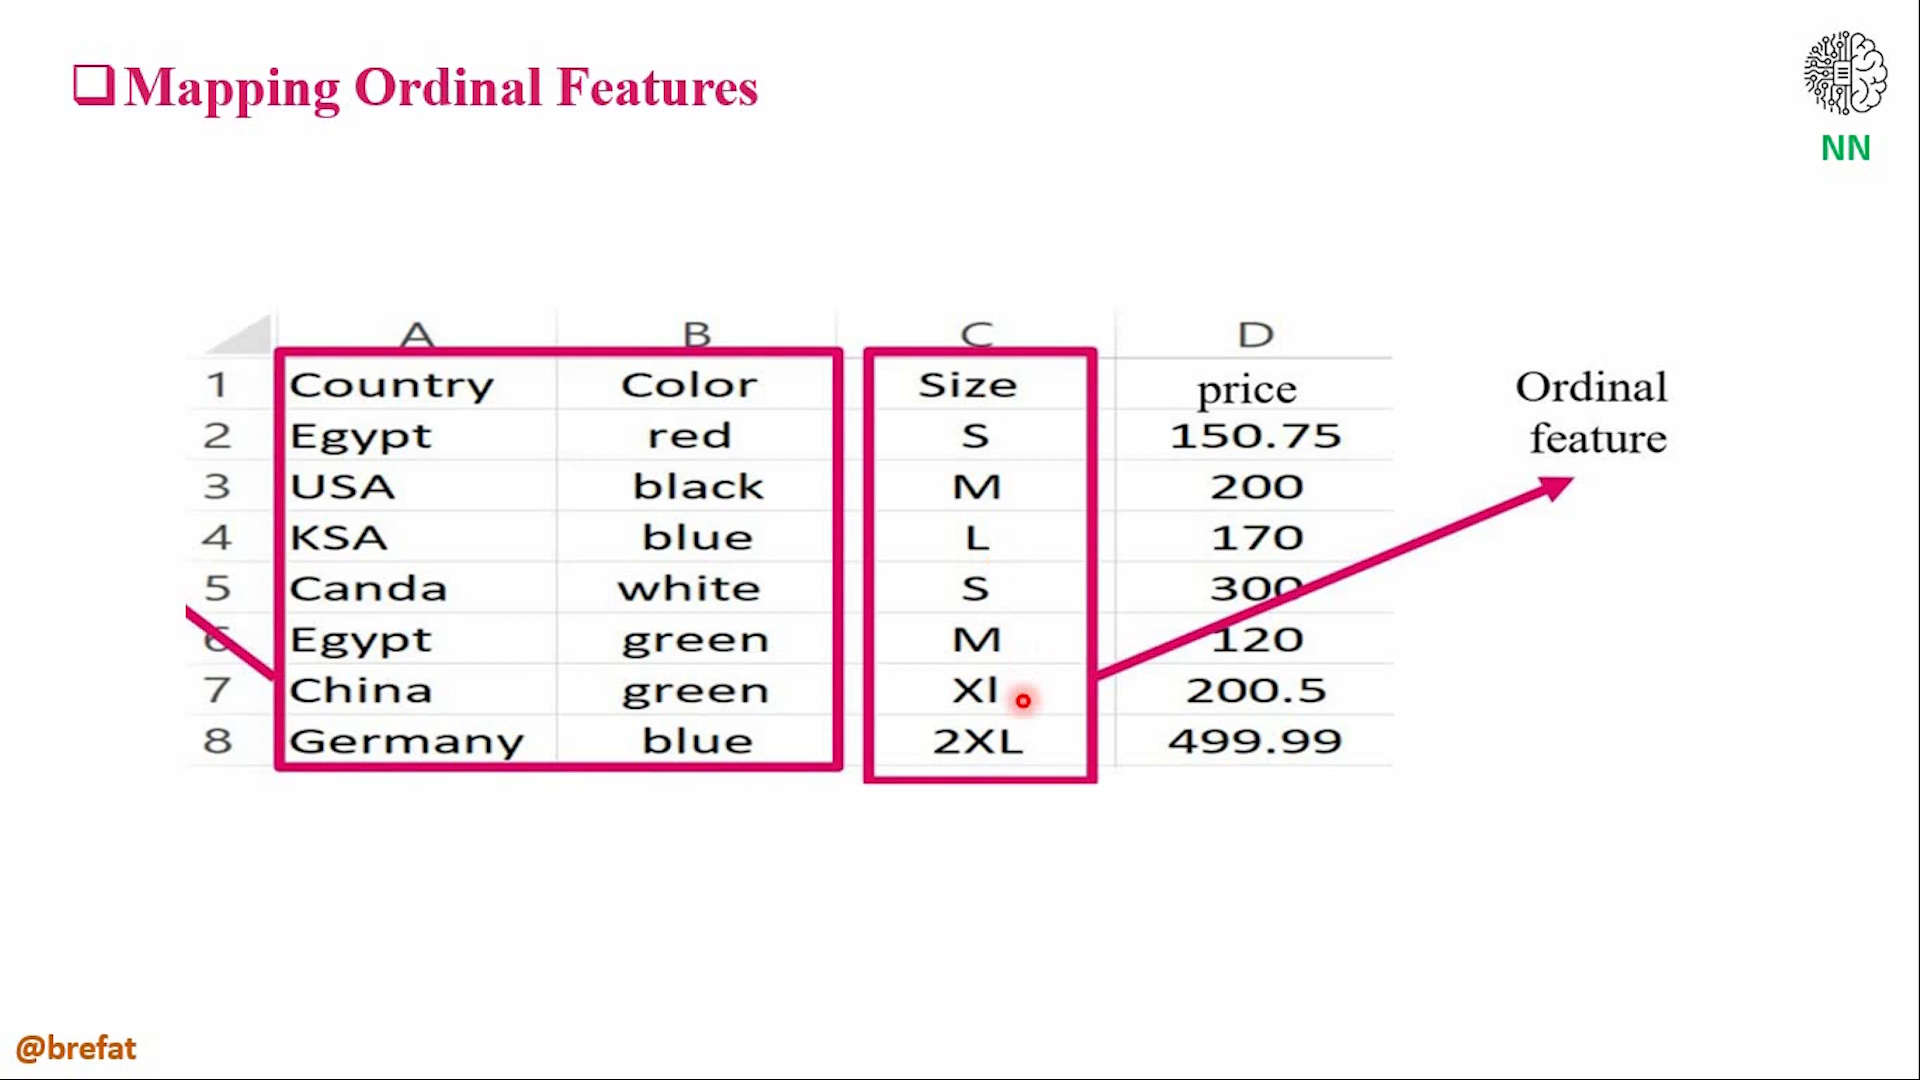 Mapping Ordinal Features
NN
A B C D
1 Country Color Size price
2 Egypt red S 150.75
3 USA black M 200
4 KSA blue L 170
5 Canda white S 300
6 Egypt green M 120
7 China green Xl 200.5
8 Germany blue 2XL 499.99
Ordinal
feature
@brefat